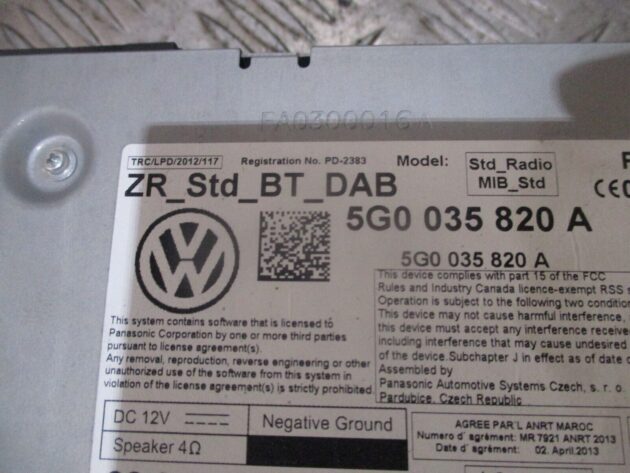 FA0300016A
TRC/LPD/2012/117
Registration No. PD-2383
Model:
Std_Radio
MIB_Std
ZR_Std_BT_DAB
5G0 035 820 A
5G0 035 820 A
This device complies with part 15 of the FCC
Rules and Industry Canada licence-exempt RSS
Operation is subject to the following two
This device may not cause harmful interference,
this device must accept any interference
including interference that may cause undesired
of the device.Subchapter J in effect as of date
Assembled by
Panasonic Automotive Systems Czech, s. r. o.
Pardubice, Czech Republic
This system contains software that is licensed to
Panasonic Corporation by one or more third parties
pursuant to license agreement(s).
Any removal, reproduction, reverse engineering or other
unauthorized use of the software from this system in
violation of the license agreement(s) is strictly prohibited.
DC 12V
Negative Ground
Speaker 4Ω
AGREE PAR'L ANRT MAROC
Numero d`agrément: MR 7921 ANRT 2013
Date d`agrément: 02. April.2013